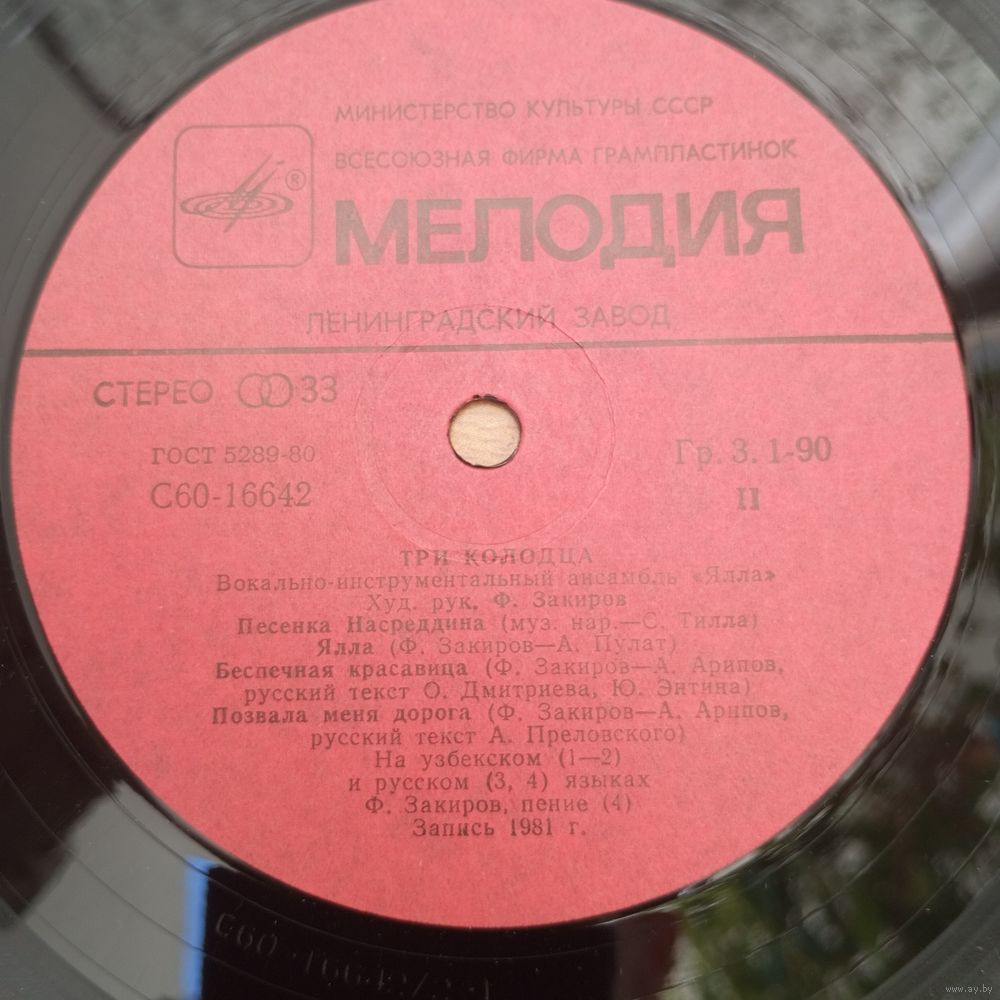 МИНИСТЕРСТВО КУЛЬТУРЫ СССР
ВСЕСОЮЗНАЯ ФИРМА ГРАМПЛАСТИНОК
®
МЕЛОДИЯ
ЛЕНИНГРАДСКИЙ ЗАВОД
СТЕРЕО 33
ГОСТ 5289-80
Гр. 3. 1-90
С60-16642
II
ТРИ КОЛОДЦА
Вокально-инструментальный ансамбль «Ялла»
Худ. рук. Ф. Закиров
Песенка Насреддина (муз. нар.—С. Тилла)
Ялла (Ф. Закиров—А. Пулат)
Беспечная красавица (Ф. Закиров—А. Арипов,
русский текст О. Дмитриева, Ю. Энтина)
Позвала меня дорога (Ф. Закиров—А. Арипов,
русский текст А. Преловского)
На узбекском (1—2)
и русском (3, 4) языках
Ф. Закиров, пение (4)
Запись 1981 г.
www.ay.by